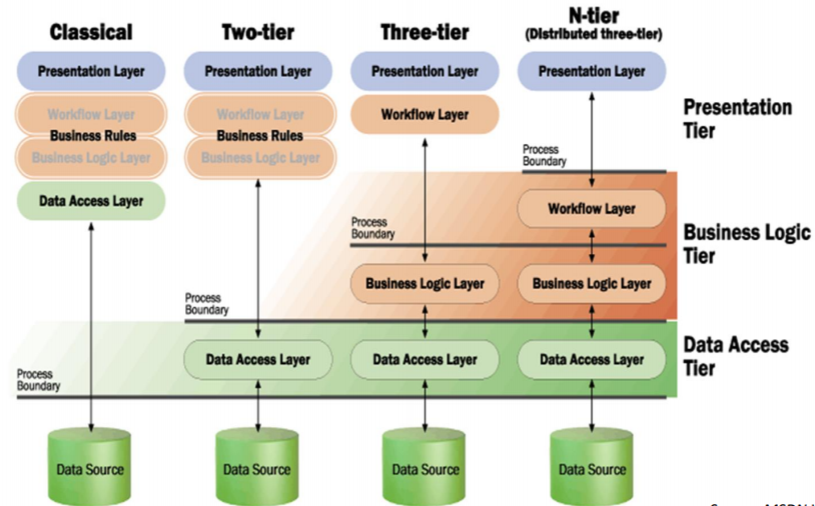 Classical
Two-tier
Three-tier
N-tier
(Distributed three-tier)
Presentation Layer
Presentation Layer
Presentation Layer
Presentation Layer
Workflow Layer
Business Rules
Business Logic Layer
Workflow Layer
Business Rules
Business Logic Layer
Workflow Layer
Presentation
Tier
Data Access Layer
Process
Boundary
Workflow Layer
Process
Boundary
Business Logic
Tier
Business Logic Layer
Business Logic Layer
Process
Boundary
Data Access Layer
Data Access Layer
Data Access Layer
Data Access
Tier
Process
Boundary
Data Source
Data Source
Data Source
Data Source